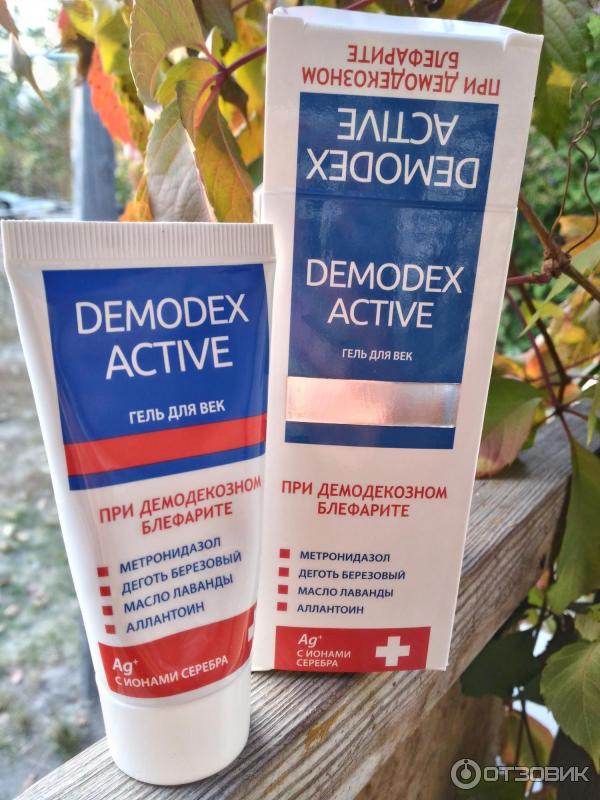 DEMODEX
ACTIVE
ГЕЛЬ ДЛЯ ВЕК
ПРИ ДЕМОДЕКОЗНОМ
БЛЕФАРИТЕ
МЕТРОНИДАЗОЛ
ДЕГОТЬ БЕРЕЗОВЫЙ
МАСЛО ЛАВАНДЫ
АЛЛАНТОИН
Ag+
С ИОНАМИ СЕРЕБРА
ПРИ ДЕМОДЕКОЗНОМ
БЛЕФАРИТЕ
DEMODEX
ACTIVE
DEMODEX
ACTIVE
ГЕЛЬ ДЛЯ ВЕК
ПРИ ДЕМОДЕКОЗНОМ
БЛЕФАРИТЕ
МЕТРОНИДАЗОЛ
ДЕГОТЬ БЕРЕЗОВЫЙ
МАСЛО ЛАВАНДЫ
АЛЛАНТОИН
Ag+
С ИОНАМИ
СЕРЕБРА
ОТЗОВИК